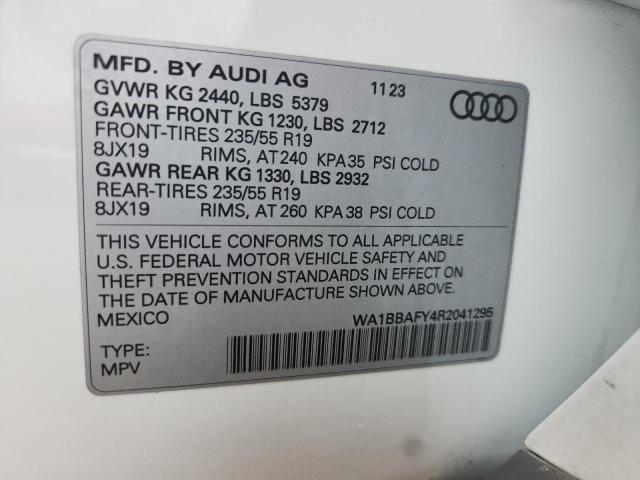 MFD. BY AUDI AG 11 23
GVWR KG 2440, LBS 5379
GAWR FRONT KG 1230, LBS 2712
FRONT-TIRES 235/55 R19
8JX19 RIMS, AT 240 KPA 35 PSI COLD
GAWR REAR KG 1330, LBS 2932
REAR-TIRES 235/55 R19
8JX19 RIMS, AT 260 KPA 38 PSI COLD
THIS VEHICLE CONFORMS TO ALL APPLICABLE
U.S. FEDERAL MOTOR VEHICLE SAFETY AND
THEFT PREVENTION STANDARDS IN EFFECT ON
THE DATE OF MANUFACTURE SHOWN ABOVE.
MEXICO WA1BBAFY4R2041295
TYPE:
MPV